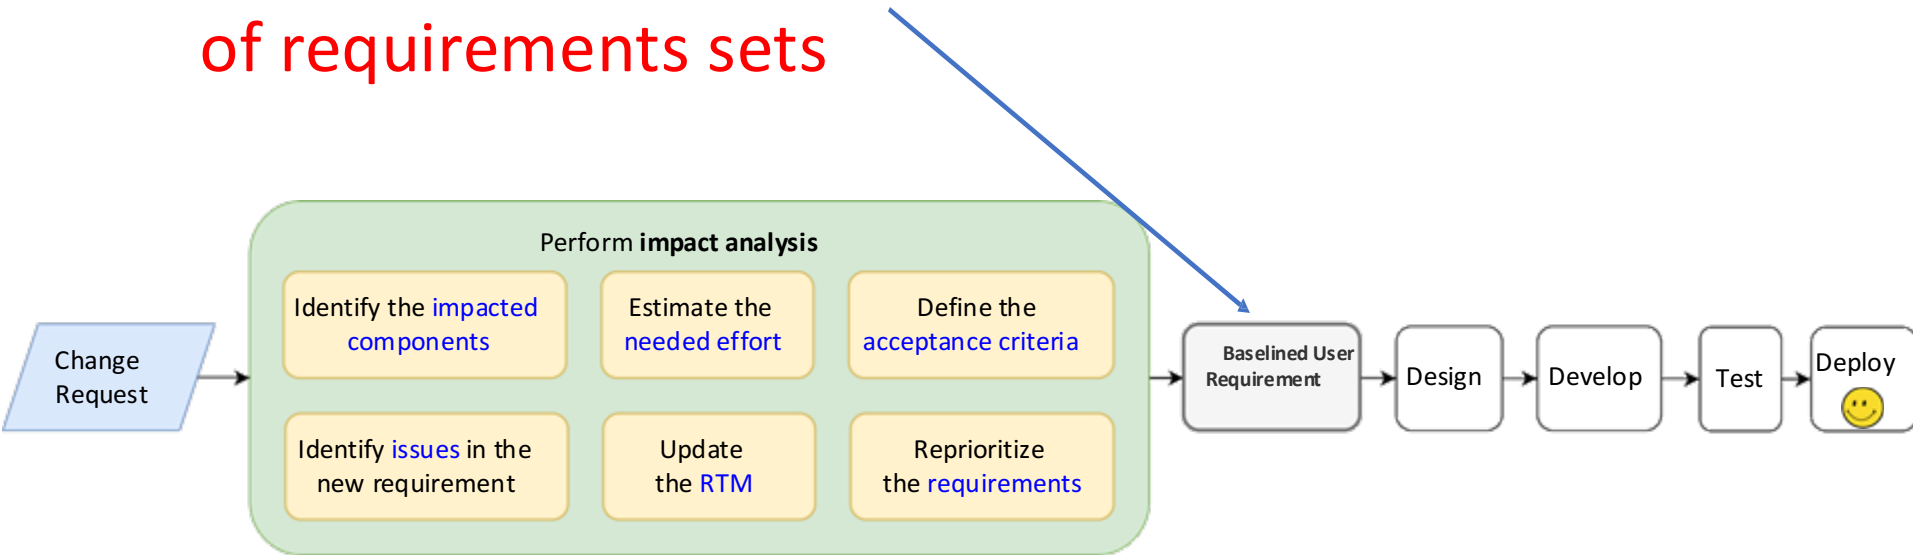 of requirements sets
Perform impact analysis
Identify the impacted
components
Estimate the
needed effort
Define the
acceptance criteria
Identify issues in the
new requirement
Update
the RTM
Reprioritize
the requirements
Change
Request
Baselined User
Requirement
Design
Develop
Test
Deploy